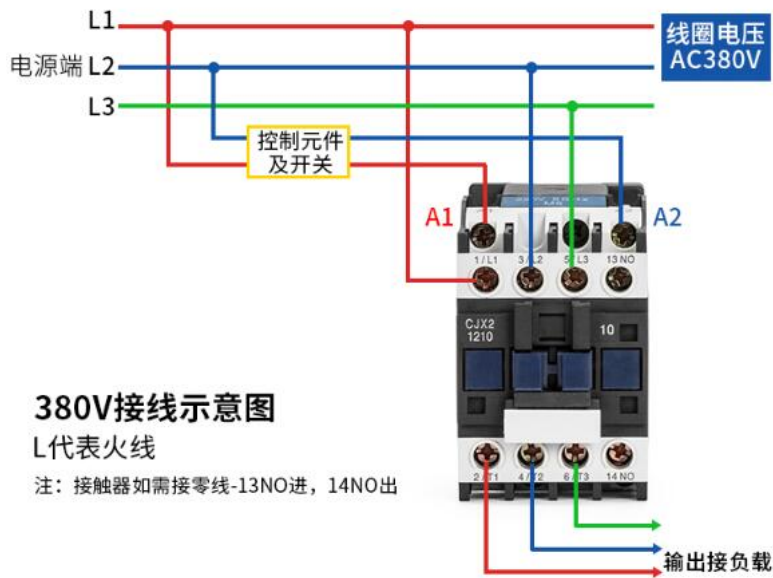 L1
线圈电压
AC380V
电源端 L2
L3
控制元件
及开关
A1
A2
1/L1
3/L2
5/L3
13 NO
CJX2
1210
10
380V接线示意图
L代表火线
注：接触器如需接零线-13NO进，14NO出
2/T1
4/T2
6/T3
14 NO
输出接负载